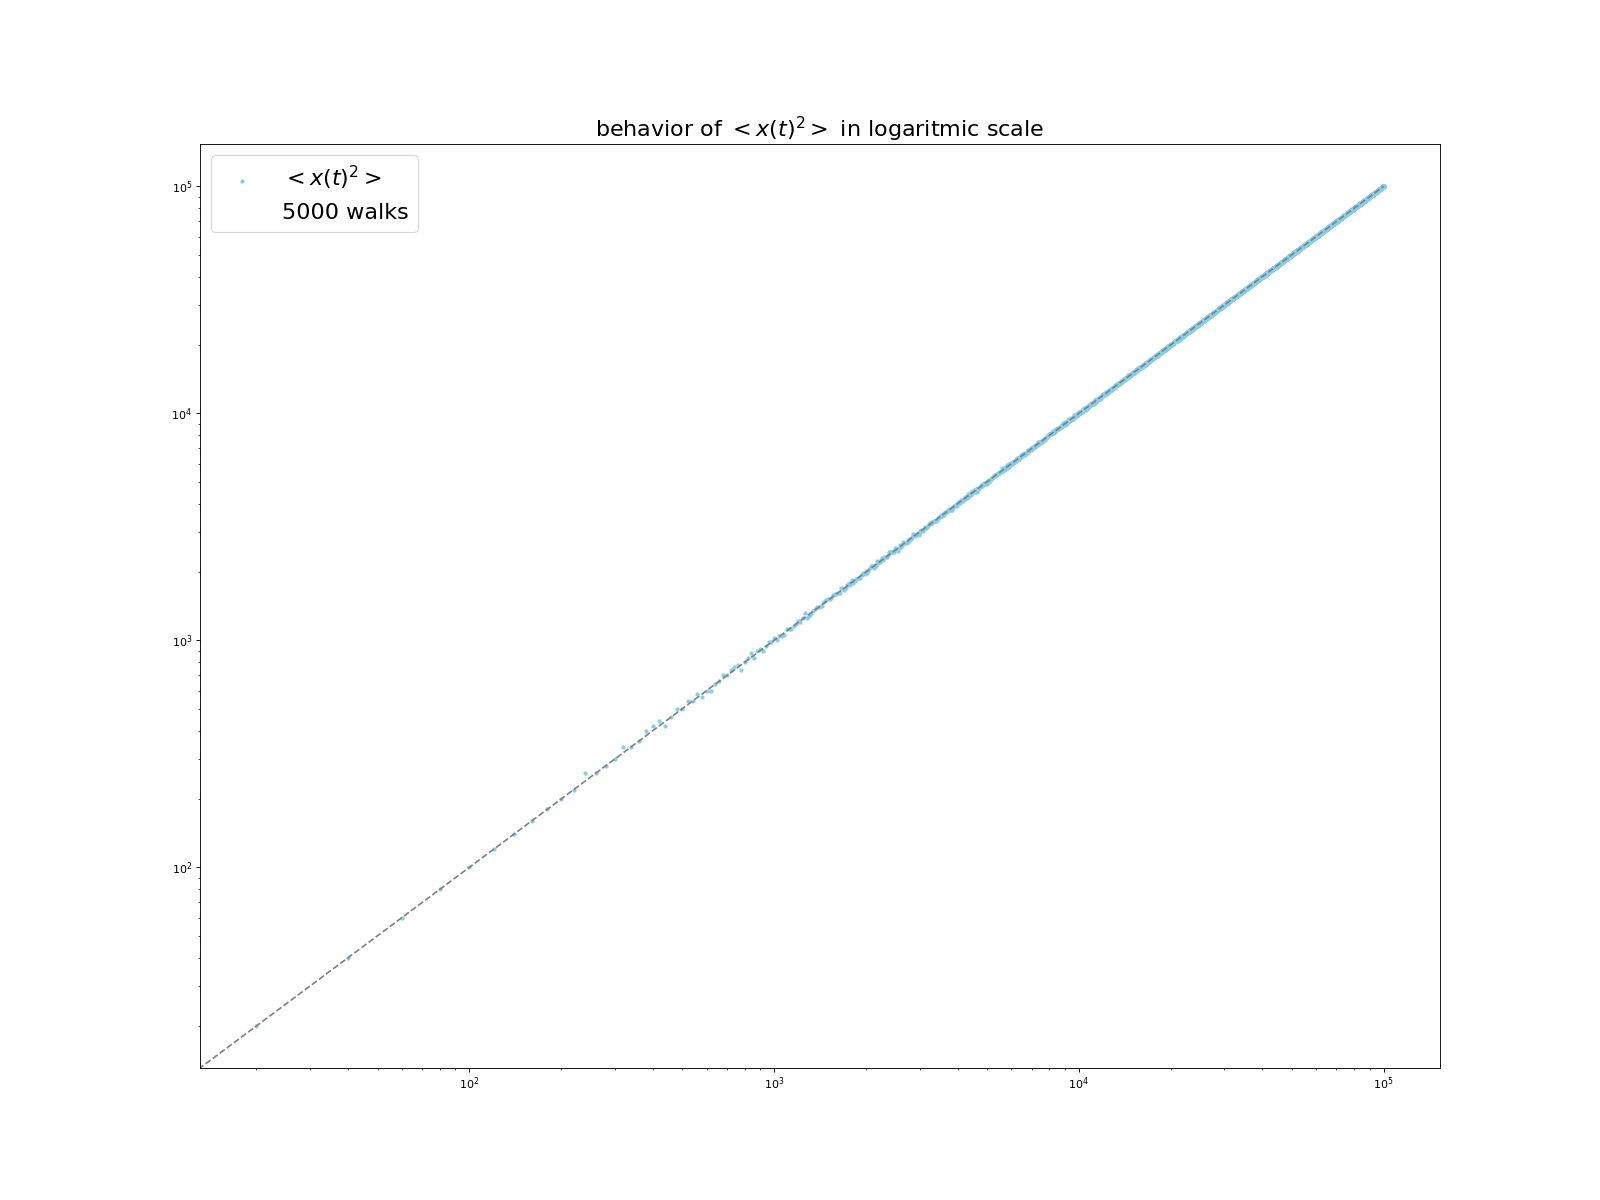 behavior of < x(t)² > in logaritmic scale
< x(t)² >
5000 walks
10⁵
10⁴
10³
10²
10² 10³ 10⁴ 10⁵